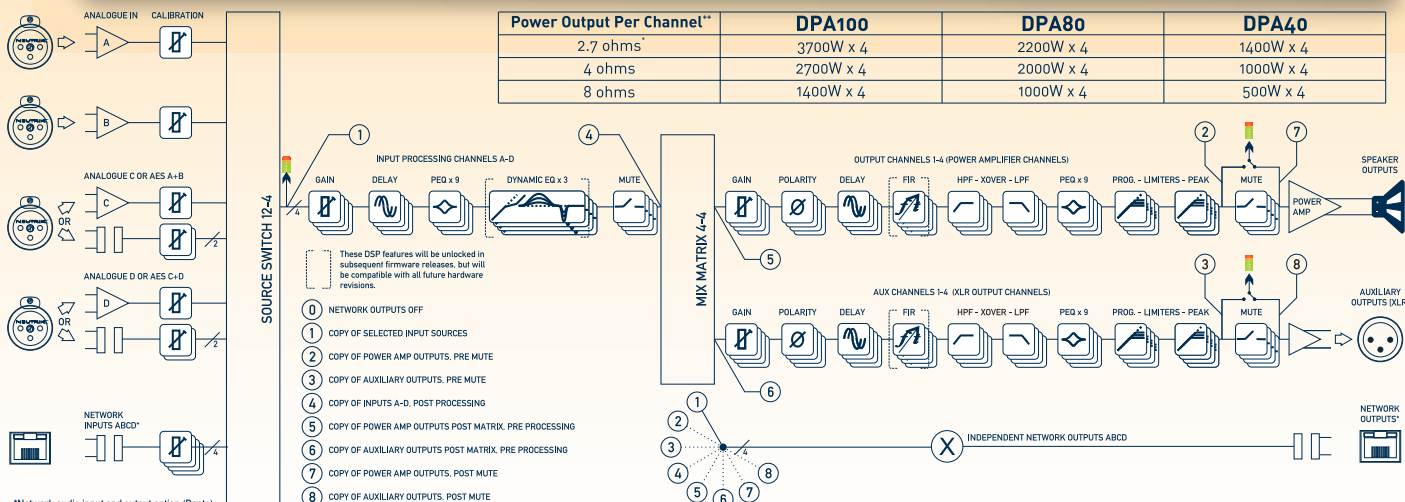 ANALOGUE IN CALIBRATION
NEUTRIK
A
NEUTRIK
B
ANALOGUE C OR AES A+B
NEUTRIK
C
OR
2
ANALOGUE D OR AES C+D
NEUTRIK
D
OR
2
NETWORK
INPUTS ABCD*
4
SOURCE SWITCH 12-4
Power Output Per Channel** DPA100 DPA80 DPA40
2.7 ohms* 3700W x 4 2200W x 4 1400W x 4
4 ohms 2700W x 4 2000W x 4 1000W x 4
8 ohms 1400W x 4 1000W x 4 500W x 4
1
4
INPUT PROCESSING CHANNELS A-D
GAIN DELAY PEQ x 9 DYNAMIC EQ x 3 MUTE
4
These DSP features will be unlocked in
subsequent firmware releases, but will
be compatible with all future hardware
revisions.
0 NETWORK OUTPUTS OFF
1 COPY OF SELECTED INPUT SOURCES
2 COPY OF POWER AMP OUTPUTS, PRE MUTE
3 COPY OF AUXILIARY OUTPUTS, PRE MUTE
4 COPY OF INPUTS A-D, POST PROCESSING
5 COPY OF POWER AMP OUTPUTS POST MATRIX, PRE PROCESSING
6 COPY OF AUXILIARY OUTPUTS POST MATRIX, PRE PROCESSING
7 COPY OF POWER AMP OUTPUTS, POST MUTE
8 COPY OF AUXILIARY OUTPUTS, POST MUTE
MIX MATRIX 4-4
2 7
OUTPUT CHANNELS 1-4 (POWER AMPLIFIER CHANNELS)
GAIN POLARITY DELAY FIR HPF - XOVER - LPF PEQ x 9 PROG. - LIMITERS - PEAK MUTE
POWER
AMP
SPEAKER
OUTPUTS
5
3 8
AUX CHANNELS 1-4 (XLR OUTPUT CHANNELS)
GAIN POLARITY DELAY FIR HPF - XOVER - LPF PEQ x 9 PROG. - LIMITERS - PEAK MUTE
AUXILIARY
OUTPUTS (XLR
6
1
2
3
4
5
6
7
8
4
X
INDEPENDENT NETWORK OUTPUTS ABCD
NETWORK
OUTPUTS*